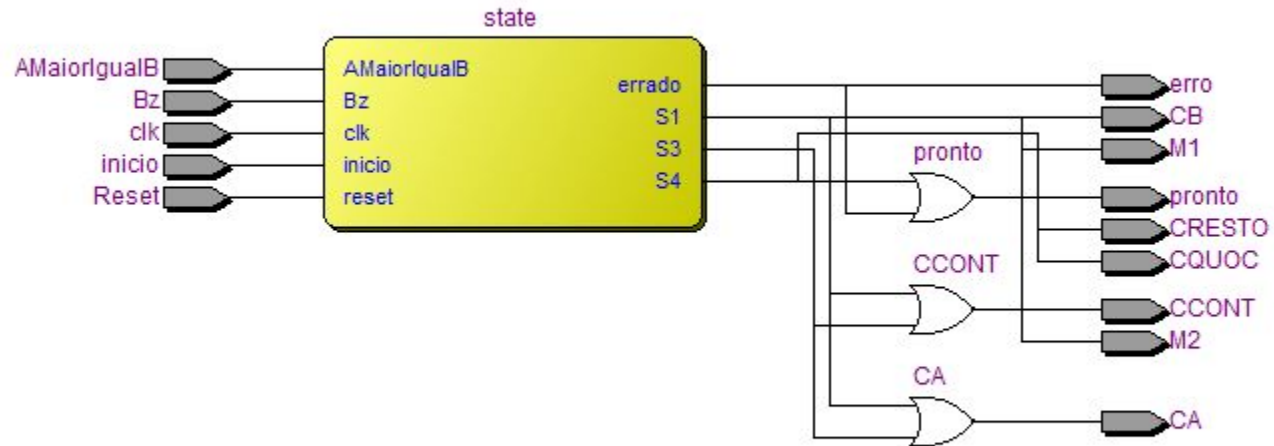 state
AMaiorIgualB
Bz
clk
inicio
Reset
AMaiorIqualB
Bz
clk
inicio
reset
errado
S1
S3
S4
pronto
CCONT
CA
erro
CB
M1
pronto
CRESTO
CQUOC
CCONT
M2
CA